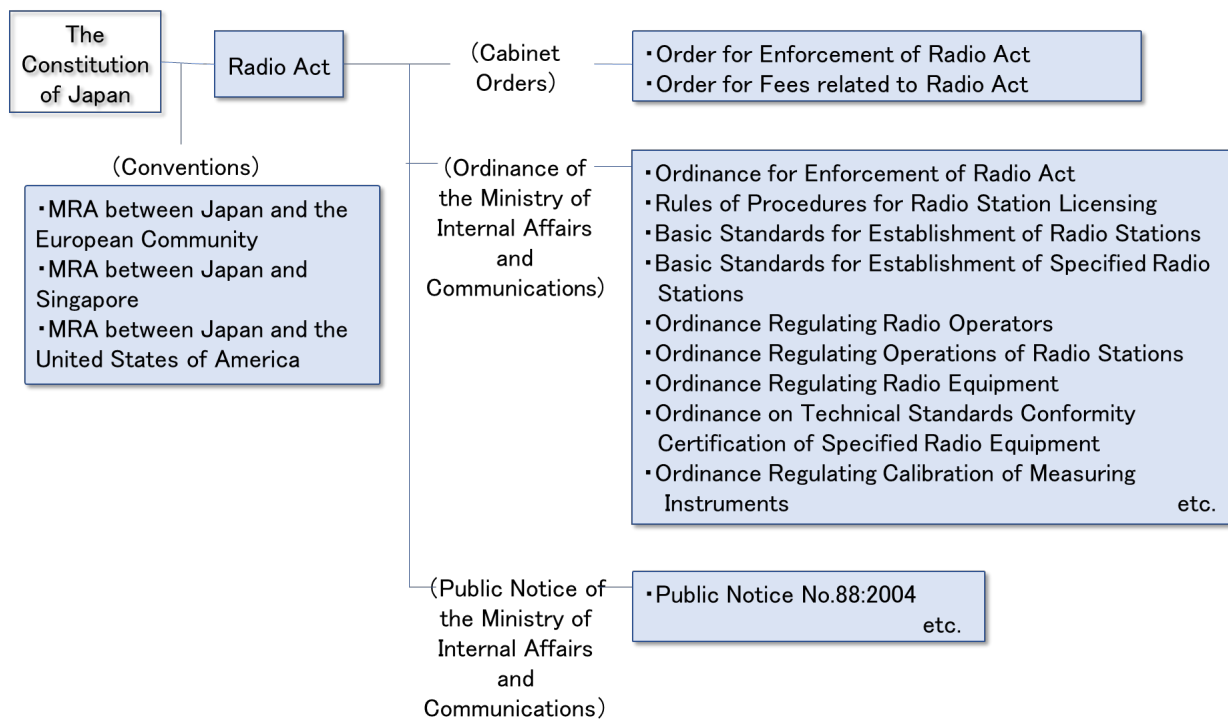 The
Constitution
of Japan
Radio Act
(Conventions)
・MRA between Japan and the
European Community
・MRA between Japan and
Singapore
・MRA between Japan and the
United States of America
(Cabinet
Orders)
・Order for Enforcement of Radio Act
・Order for Fees related to Radio Act
(Ordinance of
the Ministry of
Internal Affairs
and
Communications)
・Ordinance for Enforcement of Radio Act
・Rules of Procedures for Radio Station Licensing
・Basic Standards for Establishment of Radio Stations
・Basic Standards for Establishment of Specified Radio
Stations
・Ordinance Regulating Radio Operators
・Ordinance Regulating Operations of Radio Stations
・Ordinance Regulating Radio Equipment
・Ordinance on Technical Standards Conformity
Certification of Specified Radio Equipment
・Ordinance Regulating Calibration of Measuring
Instruments etc.
(Public Notice of
the Ministry of
Internal Affairs
and
Communications)
・Public Notice No.88:2004
etc.